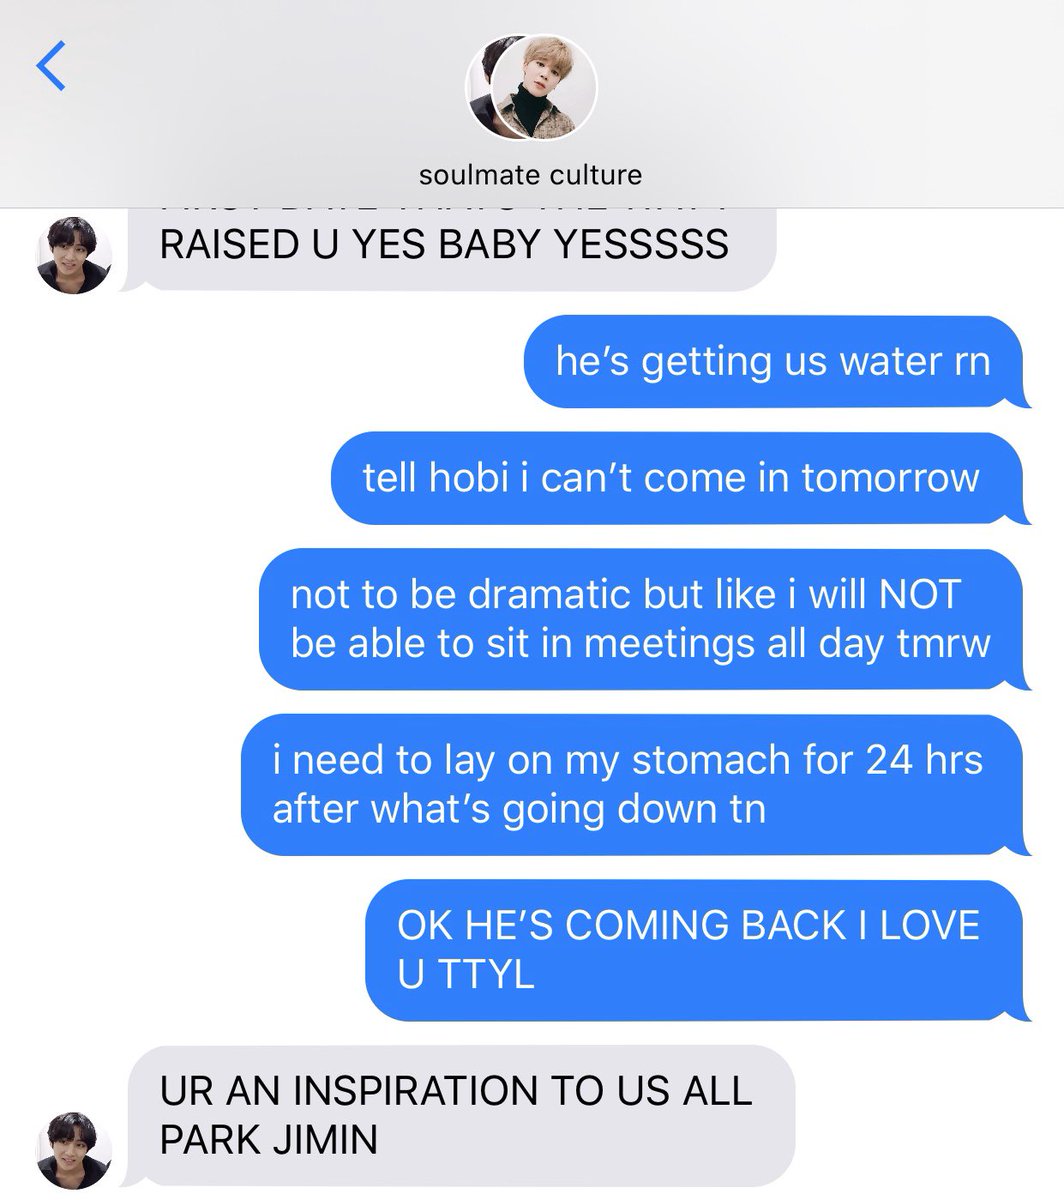 soulmate culture
RAISED U YES BABY YESSSSS
he’s getting us water rn
tell hobi i can’t come in tomorrow
not to be dramatic but like i will NOT
be able to sit in meetings all day tmrw
i need to lay on my stomach for 24 hrs
after what’s going down tn
OK HE’S COMING BACK I LOVE
U TTYL
UR AN INSPIRATION TO US ALL
PARK JIMIN